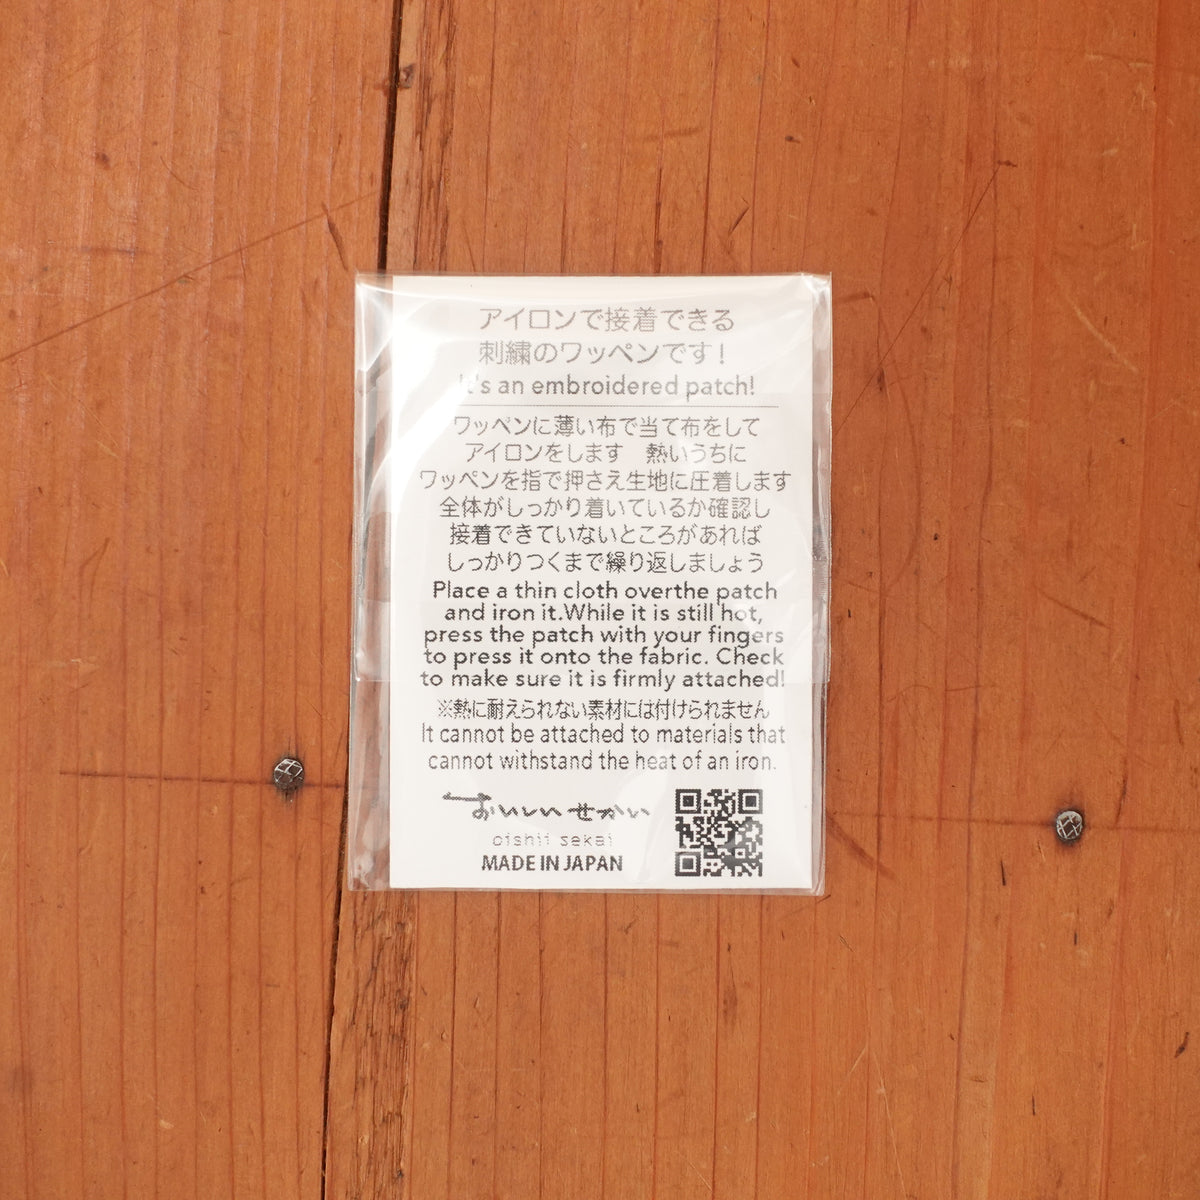 アイロンで接着できる
刺繍のワッペンです！
It's an embroidered patch!
ワッペンに薄い布で当て布をして
アイロンをします　熱いうちに
ワッペンを指で押さえ生地に圧着します
全体がしっかり着いているか確認し
接着できていないところがあれば
しっかりつくまで繰り返しましょう
Place a thin cloth overthe patch
and iron it.While it is still hot,
press the patch with your fingers
to press it onto the fabric. Check
to make sure it is firmly attached!
※熱に耐えられない素材には付けられません
It cannot be attached to materials that
cannot withstand the heat of an iron.
おいしいせかい
oishii sekai
MADE IN JAPAN